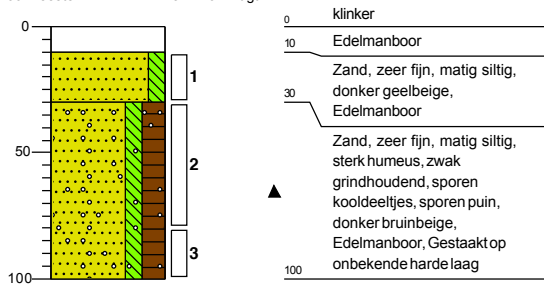 0
50
100
1
2
3
0
klinker
10
Edelmanboor
Zand, zeer fijn, matig siltig,
donker geelbeige,
30
Edelmanboor
Zand, zeer fijn, matig siltig,
sterk humeus, zwak
grindhoudend, sporen
kooldeeltjes, sporen puin,
donker bruinbeige,
Edelmanboor, Gestaakt op
100
onbekende harde laag